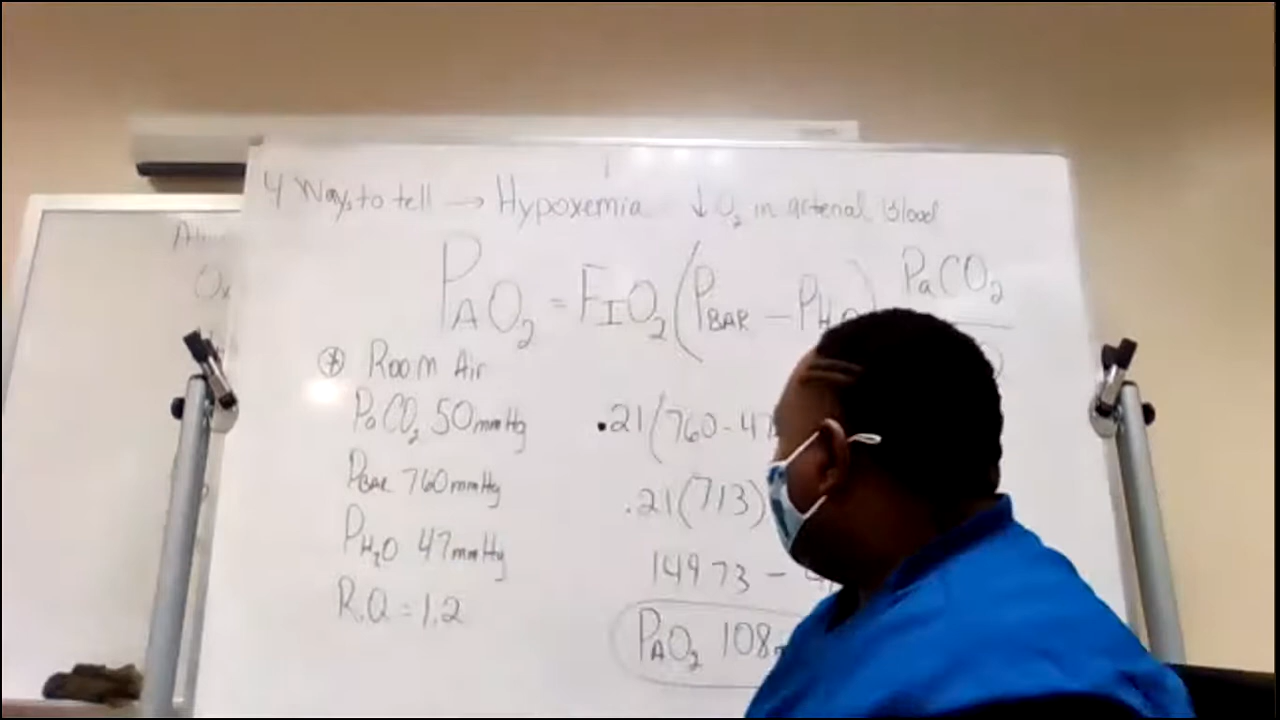 4 Ways to tell → Hypoxemia ↓ O₂ in arterial Blood
PAO₂ = FIO₂ (PBAR – PH₂O) PaCO₂
* Room Air
PaCO₂ 50mmHg
PBAR 760mmHg
PH₂O 47mmHg
R.Q = 1.2
.21(760 - 47
.21(713)
149.73 –
PAO₂ 108